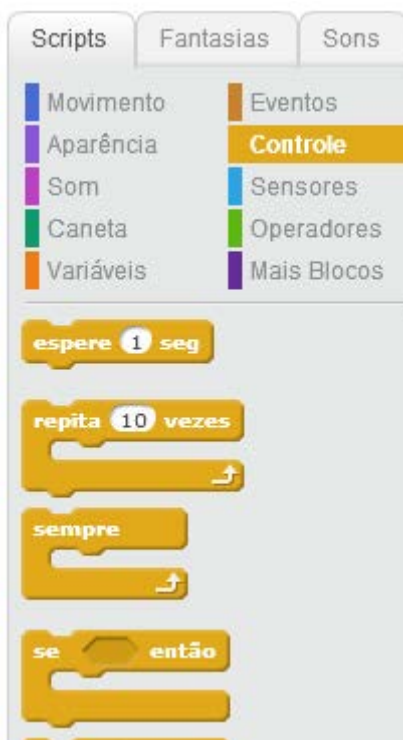 Scripts Fantasias Sons
Movimento Eventos
Aparência Controle
Som Sensores
Caneta Operadores
Variáveis Mais Blocos
espere 1 seg
repita 10 vezes
sempre
se então